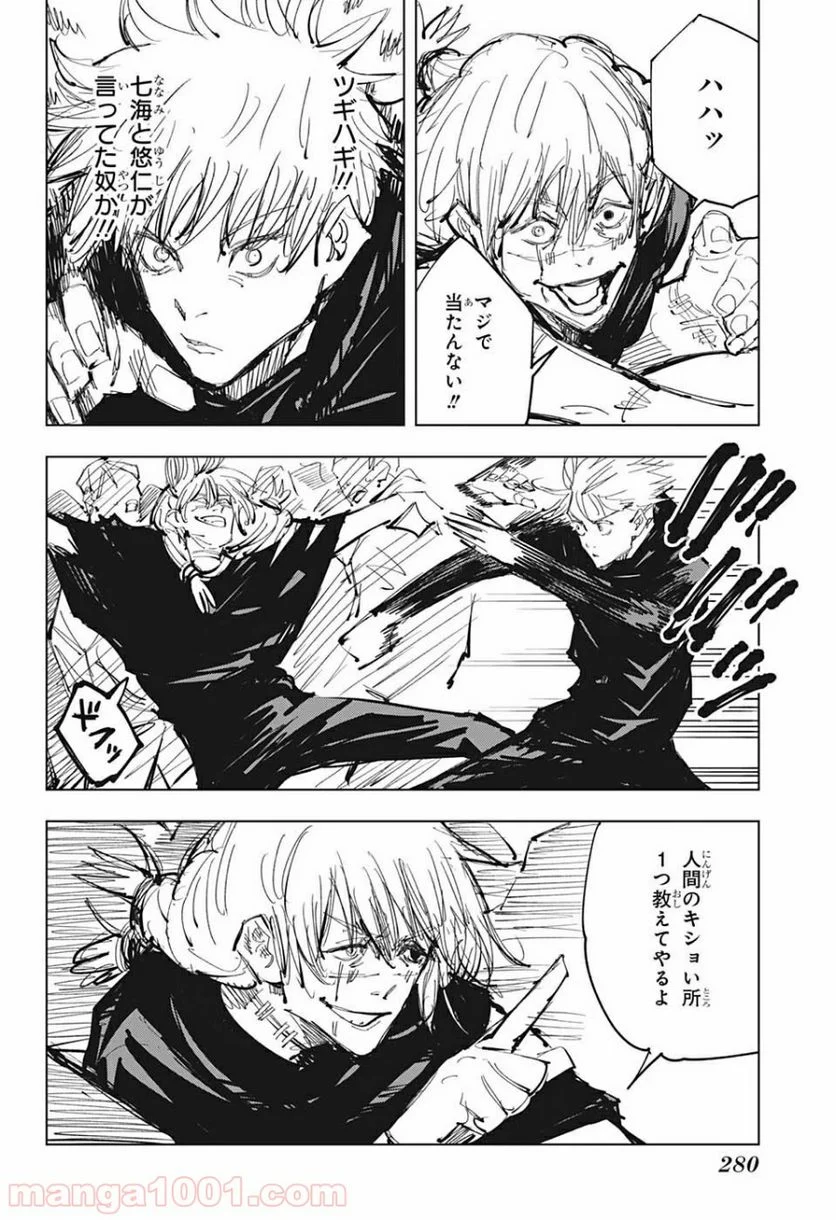 ハハッ
マジで
当たんない!!
ツギハギ!!
七海と悠仁が
言ってた奴か!!
ドフッ
人間のキショい所
1つ教えてやるよ
280
manga1001.com